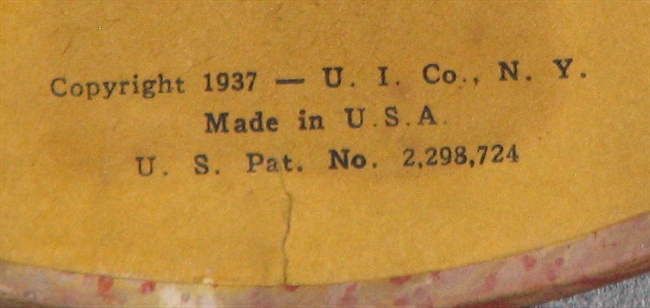 Copyright 1937 — U. I. Co., N. Y.
Made in U.S.A.
U. S. Pat. No. 2,298,724